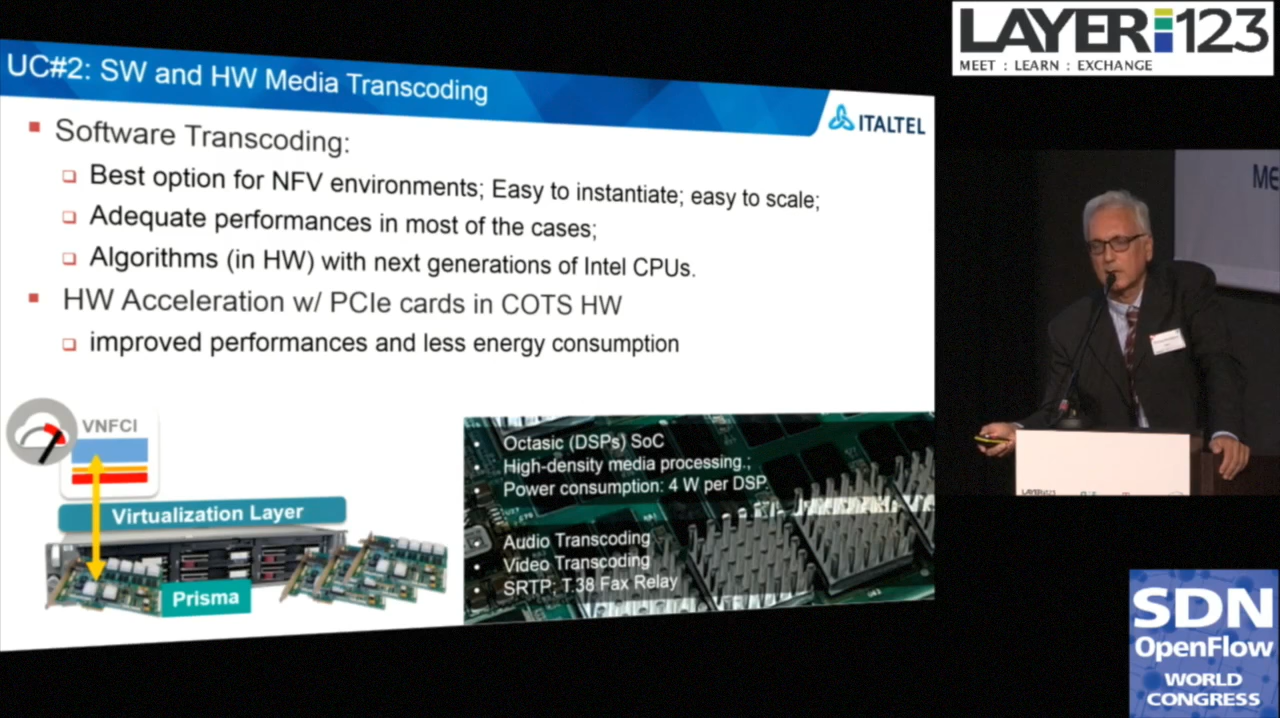 UC#2: SW and HW Media Transcoding
ITALTEL
Software Transcoding:
Best option for NFV environments; Easy to instantiate; easy to scale;
Adequate performances in most of the cases;
Algorithms (in HW) with next generations of Intel CPUs.
HW Acceleration w/ PCIe cards in COTS HW
improved performances and less energy consumption
VNFCI
Virtualization Layer
Prisma
• Octasic (DSPs) SoC
• High-density media processing.;
• Power consumption: 4 W per DSP.
• Audio Transcoding
• Video Transcoding
• SRTP; T.38 Fax Relay
LAYER123
MEET : LEARN : EXCHANGE
ME
LAYER123
SDN
OpenFlow
WORLD
CONGRESS